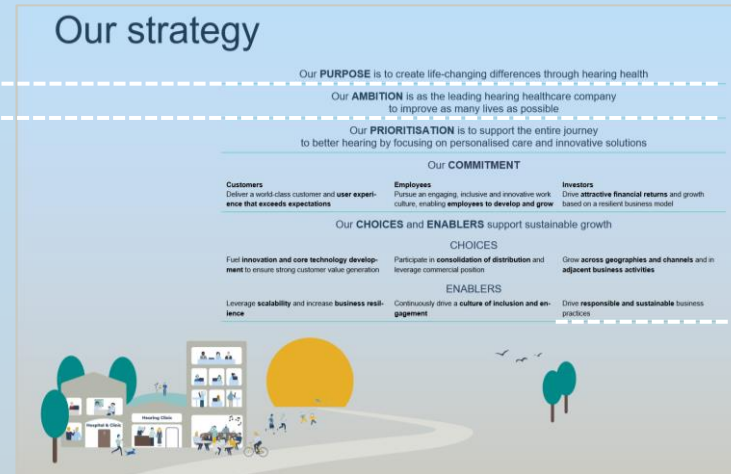 Our strategy
Our PURPOSE is to create life-changing differences through hearing health
Our AMBITION is as the leading hearing healthcare company
to improve as many lives as possible
Our PRIORITISATION is to support the entire journey
to better hearing by focusing on personalised care and innovative solutions
Our COMMITMENT
Customers
Deliver a world-class customer and user experi-
ence that exceeds expectations
Employees
Pursue an engaging, inclusive and innovative work
culture, enabling employees to develop and grow
Investors
Drive attractive financial returns and growth
based on a resilient business model
Our CHOICES and ENABLERS support sustainable growth
CHOICES
Fuel innovation and core technology develop-
ment to ensure strong customer value generation
Participate in consolidation of distribution and
leverage commercial position
Grow across geographies and channels and in
adjacent business activities
ENABLERS
Leverage scalability and increase business resil-
ience
Continuously drive a culture of inclusion and en-
gagement
Drive responsible and sustainable business
practices
Hospital & Clinic
Hearing Clinic